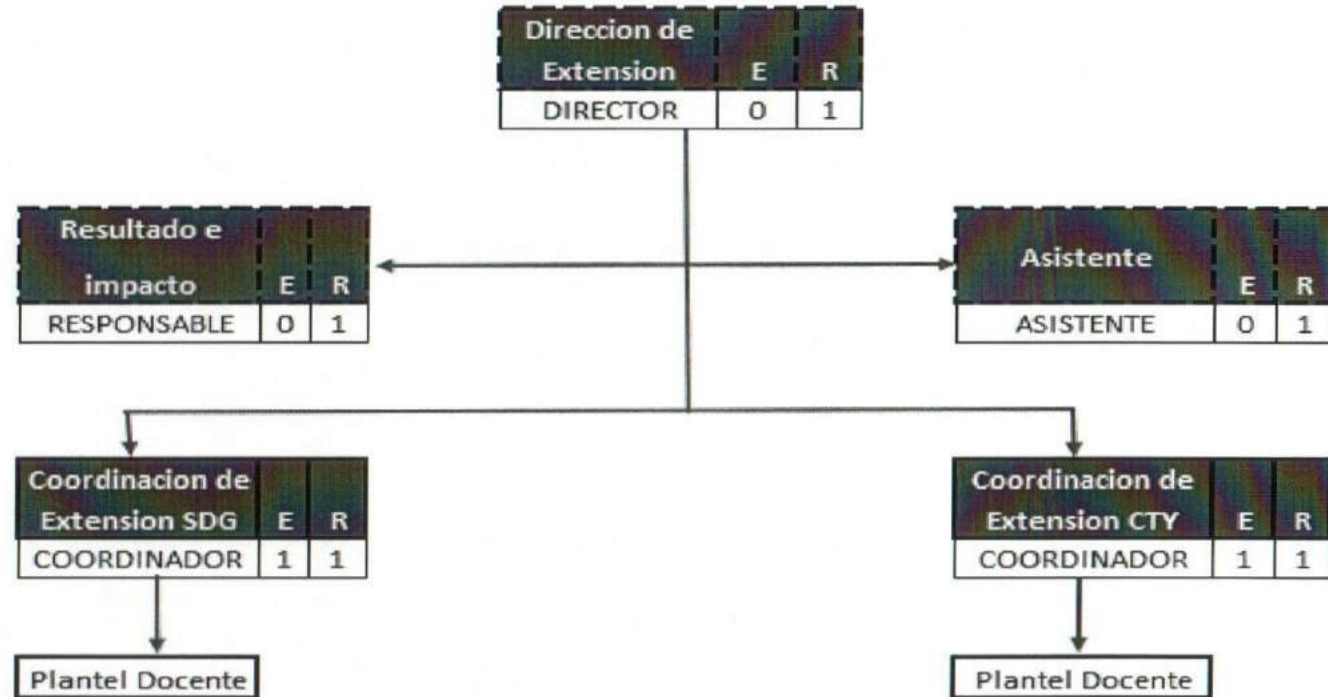 Direccion de
Extension E R
DIRECTOR 0 1
Resultado e
impacto E R
RESPONSABLE 0 1
Asistente E R
ASISTENTE 0 1
Coordinacion de
Extension SDG E R
COORDINADOR 1 1
Coordinacion de
Extension CTY E R
COORDINADOR 1 1
Plantel Docente
Plantel Docente